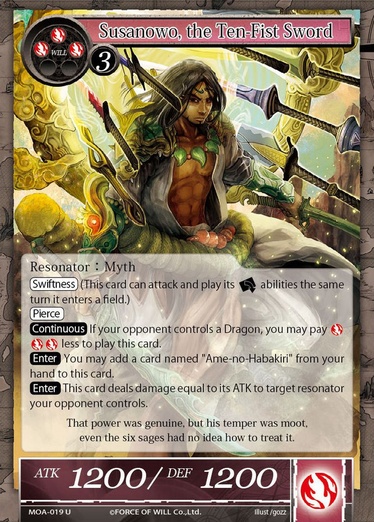 Susanowo, the Ten-Fist Sword
WILL
3
Resonator : Myth
Swiftness (This card can attack and play its abilities the same
turn it enters a field.)
Pierce
Continuous If your opponent controls a Dragon, you may pay
less to play this card.
Enter You may add a card named "Ame-no-Habakiri" from your
hand to this card.
Enter This card deals damage equal to its ATK to target resonator
your opponent controls.
That power was genuine, but his temper was moot,
even the six sages had no idea how to treat it.
ATK 1200/ DEF 1200
MOA-019 U ©FORCE OF WILL Co.,Ltd. Illust /gozz